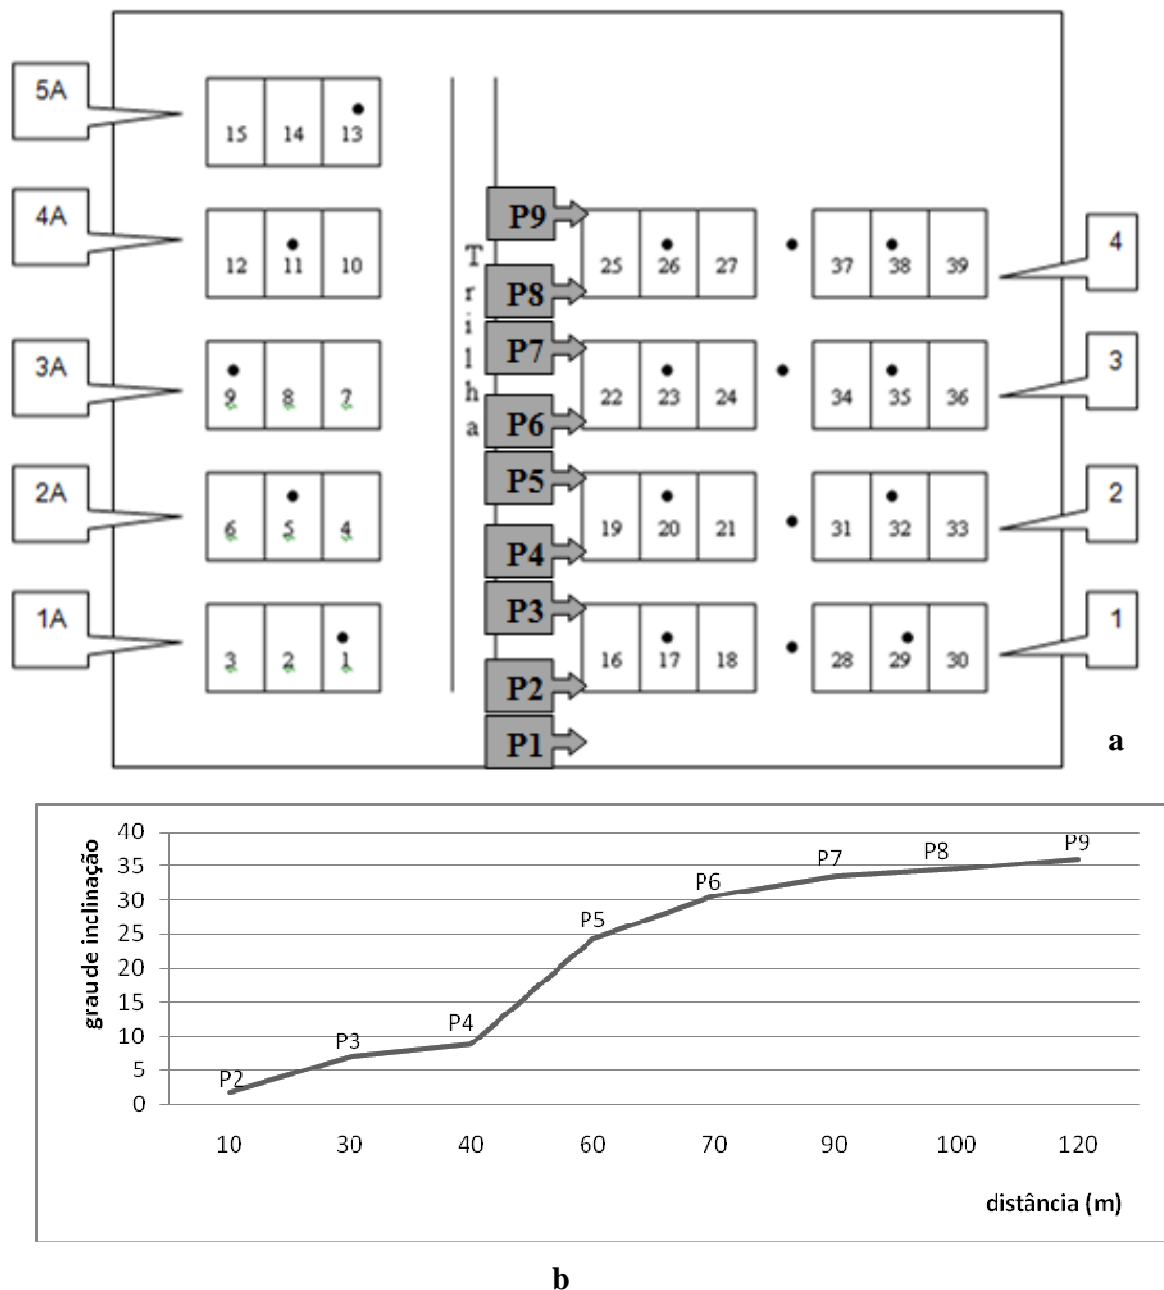 5A
15 14 13
4A
P9
4
12 11 10
25 26 27
37 38 39
P8
Trilha
P7
3A
3
9 8 7
22 23 24
34 35 36
P6
P5
2A
2
6 5 4
19 20 21
31 32 33
P4
P3
1A
1
3 2 1
16 17 18
28 29 30
P2
P1
a
grau de inclinação
40
35
30
25
20
15
10
5
0
P2
P3
P4
P5
P6
P7
P8
P9
10 30 40 60 70 90 100 120
distância (m)
b